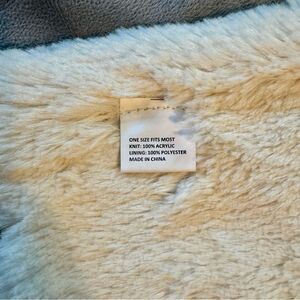 ONE SIZE FITS MOST
KNIT: 100% ACRYLIC
LINING: 100% POLYESTER
MADE IN CHINA